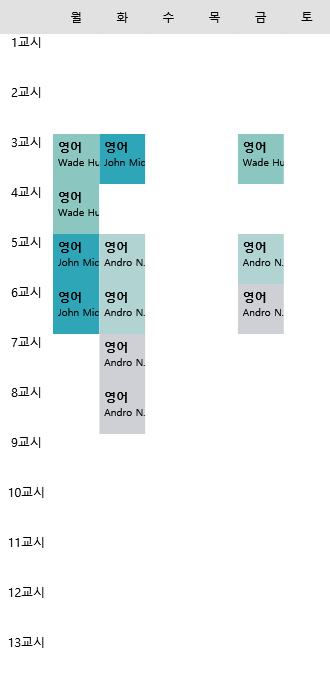 월 화 수 목 금 토
1교시
2교시
3교시 영어 영어 영어
Wade Hu John Mic Wade Hu
4교시 영어
Wade Hu
5교시 영어 영어 영어
John Mic Andro N. Andro N.
6교시 영어 영어 영어
John Mic Andro N. Andro N.
7교시 영어
Andro N.
8교시 영어
Andro N.
9교시
10교시
11교시
12교시
13교시